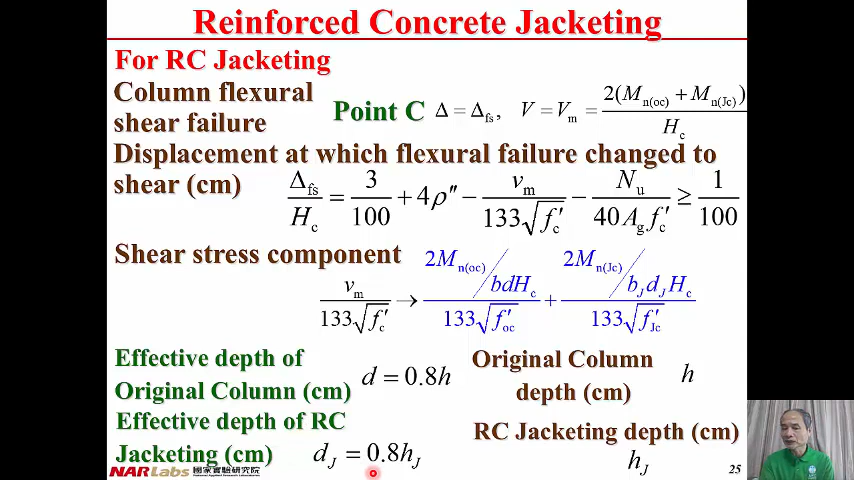 Reinforced Concrete Jacketing
For RC Jacketing
Column flexural
shear failure
Point C Δ = Δfs, V = Vm = 2(Mn(oc) + Mn(Jc)) / Hc
Displacement at which flexural failure changed to
shear (cm)
Δfs / Hc = 3/100 + 4ρ″ − vm / 133√f′c − Nu / 40Agf′c ≥ 1/100
Shear stress component
vm / 133√f′c → 2Mn(oc)/bdHc / 133√f′oc + 2Mn(Jc)/bJdJHc / 133√f′Jc
Effective depth of
Original Column (cm)
d = 0.8h
Original Column
depth (cm)
h
Effective depth of RC
Jacketing (cm)
dJ = 0.8hJ
RC Jacketing depth (cm)
hJ
NARLabs 國家實驗研究院
25